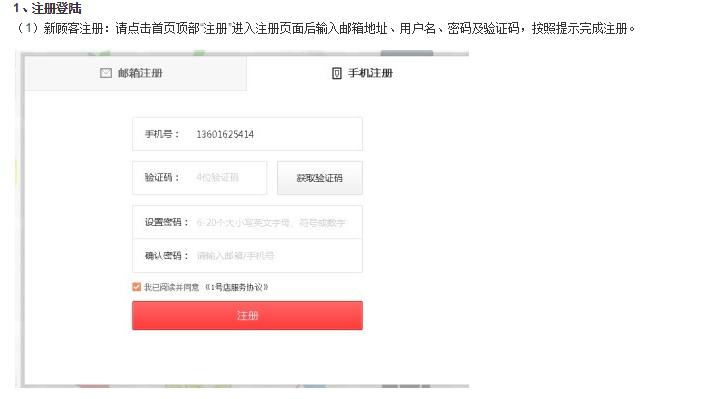 1、注册登陆
（1）新顾客注册：请点击首页顶部“注册”进入注册页面后输入邮箱地址、用户名、密码及验证码，按照提示完成注册。
邮箱注册 手机注册
手机号： 13601625414
验证码： 4位验证码 获取验证码
设置密码： 6-20个大小写英文字母、符号或数字
确认密码： 请输入邮箱/手机号
我已阅读并同意 《1号店服务协议》
注册